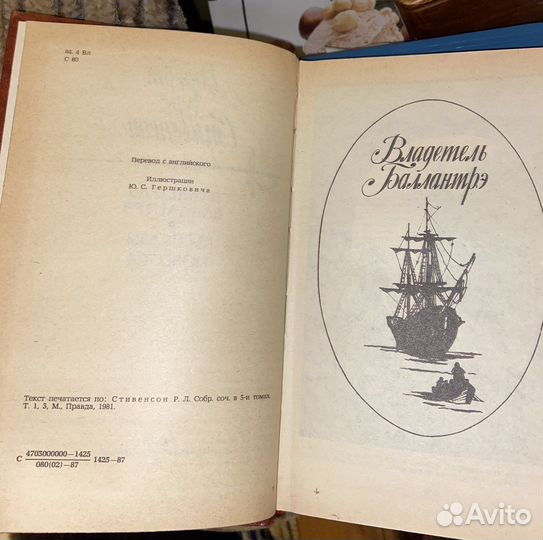 84. 4 Вл
С 80
Перевод с английского
Иллюстрации
Ю. С. Гершковича
Текст печатается по: Стивенсон Р. Л. Собр. соч. в 5-и томах.
Т. 1, 3, М., Правда, 1981.
С 4703000000—1425
080(02)—87 1425—87
Владетель
Баллантрэ
Avito